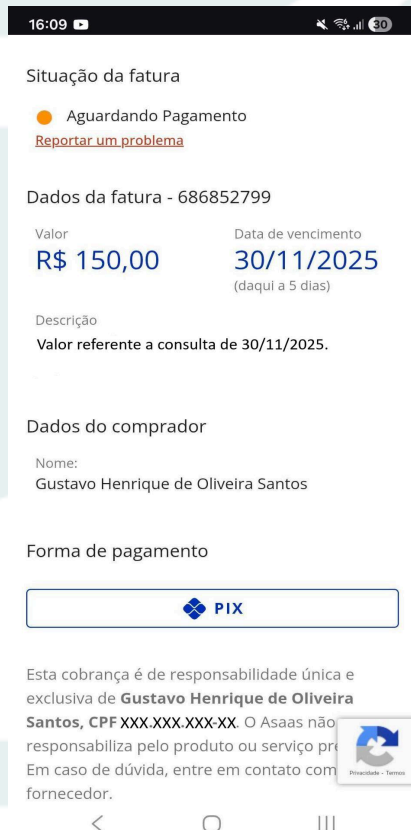 16:09 30
Situação da fatura
Aguardando Pagamento
Reportar um problema
Dados da fatura - 686852799
Valor Data de vencimento
R$ 150,00 30/11/2025
(daqui a 5 dias)
Descrição
Valor referente a consulta de 30/11/2025.
Dados do comprador
Nome:
Gustavo Henrique de Oliveira Santos
Forma de pagamento
PIX
Esta cobrança é de responsabilidade única e
exclusiva de Gustavo Henrique de Oliveira
Santos, CPF XXX.XXX.XXX-XX. O Asaas não
responsabiliza pelo produto ou serviço pre
Em caso de dúvida, entre em contato com
fornecedor.
Privacidade - Termos